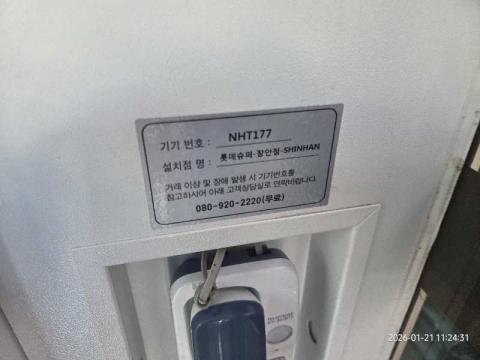 기기 번호 : NHT177
설치점 명 : 롯데슈퍼-장안점-SHINHAN
거래 이상 및 장애 발생 시 기기번호를
참고하시어 아래 고객상담실로 연락바랍니다.
080-920-2220(무료)
2026-01-21 11:24:31